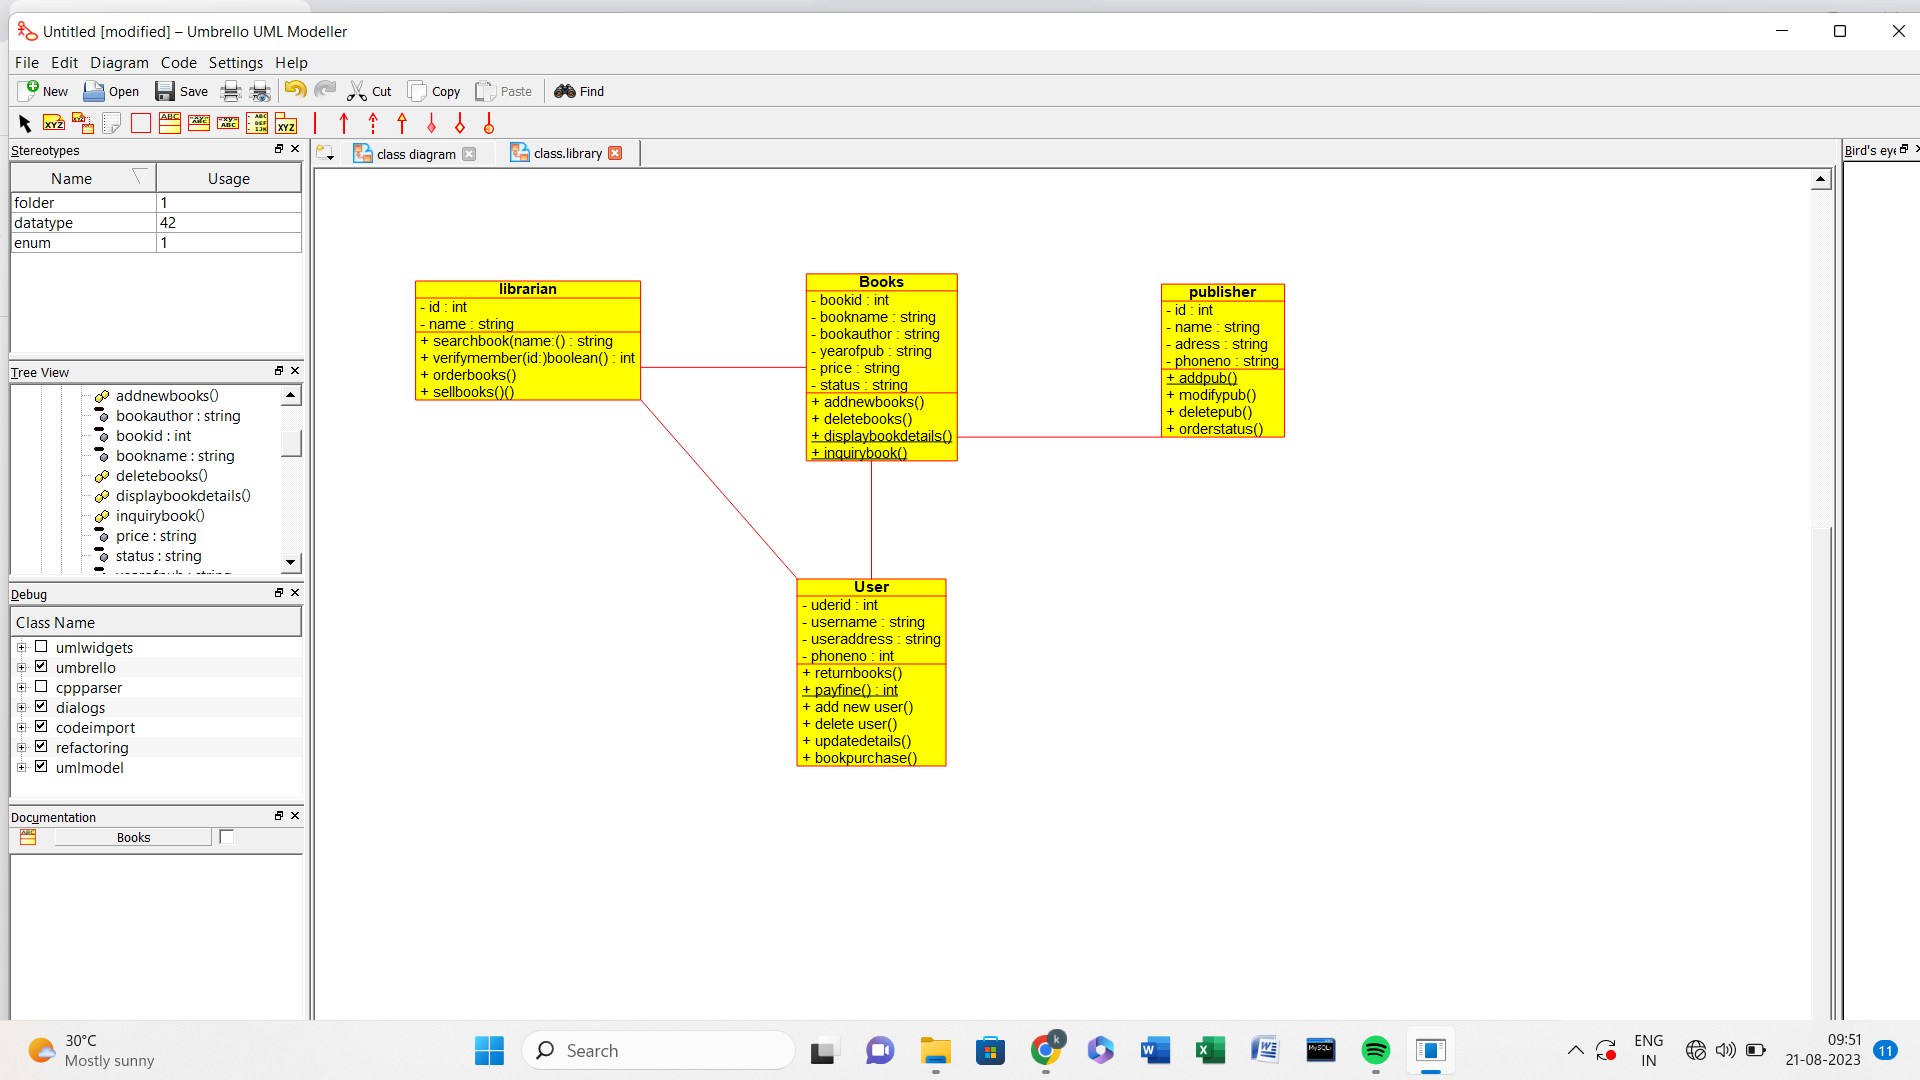 Untitled [modified] – Umbrello UML Modeller
File Edit Diagram Code Settings Help
New Open Save Cut Copy Paste Find
Stereotypes
Name Usage
folder 1
datatype 42
enum 1
Tree View
addnewbooks()
bookauthor : string
bookid : int
bookname : string
deletebooks()
displaybookdetails()
inquirybook()
price : string
status : string
Debug
Class Name
umlwidgets
umbrello
cppparser
dialogs
codeimport
refactoring
umlmodel
Documentation
Books
class diagram
class.library
Bird's eye
librarian
- id : int
- name : string
+ searchbook(name:() : string
+ verifymember(id:)boolean() : int
+ orderbooks()
+ sellbooks()()
Books
- bookid : int
- bookname : string
- bookauthor : string
- yearofpub : string
- price : string
- status : string
+ addnewbooks()
+ deletebooks()
+ displaybookdetails()
+ inquirybook()
publisher
- id : int
- name : string
- adress : string
- phoneno : string
+ addpub()
+ modifypub()
+ deletepub()
+ orderstatus()
User
- uderid : int
- username : string
- useraddress : string
- phoneno : int
+ returnbooks()
+ payfine() : int
+ add new user()
+ delete user()
+ updatedetails()
+ bookpurchase()
30°C
Mostly sunny
Search
ENG
IN
09:51
21-08-2023
11